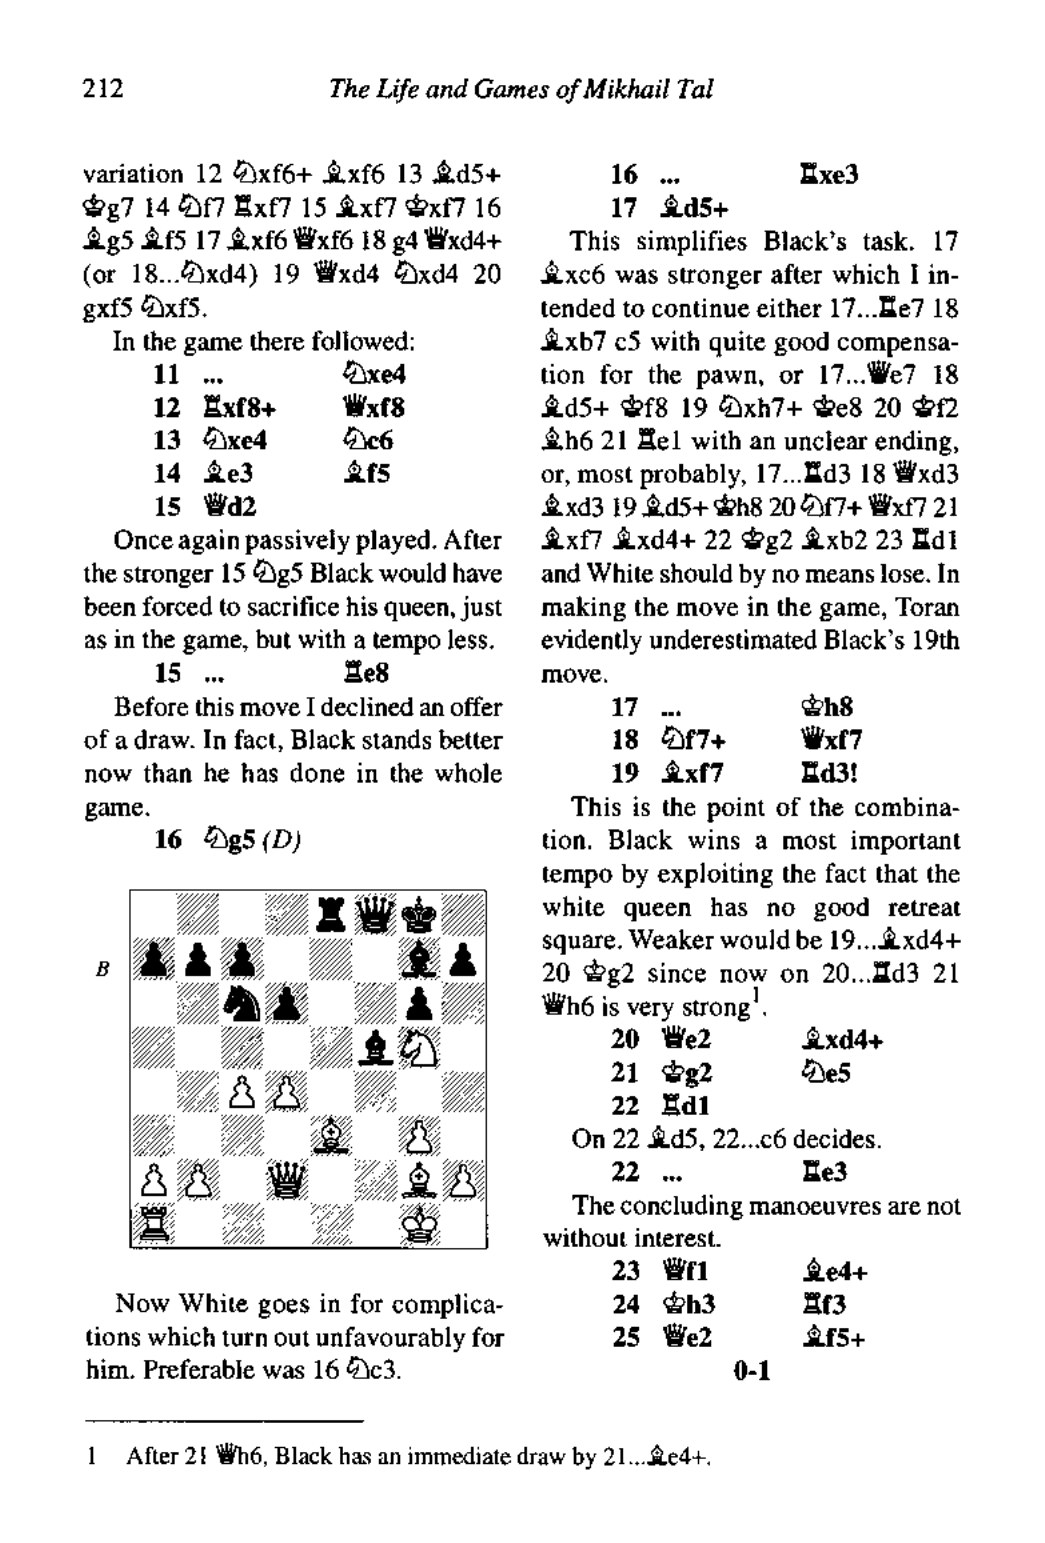 212
The Life and Games of Mikhail Tal
variation 12 ♘xf6+ ♗xf6 13 ♗d5+
♔g7 14 ♘f7 ♖xf7 15 ♗xf7 ♔xf7 16
♗g5 ♗f5 17 ♗xf6 ♕xf6 18 g4 ♕xd4+
(or 18...♘xd4) 19 ♕xd4 ♘xd4 20
gxf5 ♘xf5.
In the game there followed:
11 ... ♘xe4
12 ♖xf8+ ♕xf8
13 ♘xe4 ♘c6
14 ♗e3 ♗f5
15 ♕d2
Once again passively played. After
the stronger 15 ♘g5 Black would have
been forced to sacrifice his queen, just
as in the game, but with a tempo less.
15 ... ♖e8
Before this move I declined an offer
of a draw. In fact, Black stands better
now than he has done in the whole
game.
16 ♘g5 (D)
B
Now White goes in for complica-
tions which turn out unfavourably for
him. Preferable was 16 ♘c3.
16 ... ♖xe3
17 ♗d5+
This simplifies Black's task. 17
♗xc6 was stronger after which I in-
tended to continue either 17...♖e7 18
♗xb7 c5 with quite good compensa-
tion for the pawn, or 17...♕e7 18
♗d5+ ♔f8 19 ♘xh7+ ♔e8 20 ♔f2
♗h6 21 ♖e1 with an unclear ending,
or, most probably, 17...♖d3 18 ♕xd3
♗xd3 19 ♗d5+ ♔h8 20 ♘f7+ ♕xf7 21
♗xf7 ♗xd4+ 22 ♔g2 ♗xb2 23 ♖d1
and White should by no means lose. In
making the move in the game, Toran
evidently underestimated Black's 19th
move.
17 ... ♔h8
18 ♘f7+ ♕xf7
19 ♗xf7 ♖d3!
This is the point of the combina-
tion. Black wins a most important
tempo by exploiting the fact that the
white queen has no good retreat
square. Weaker would be 19...♗xd4+
20 ♔g2 since now on 20...♖d3 21
♕h6 is very strong1.
20 ♕e2 ♗xd4+
21 ♔g2 ♘e5
22 ♖d1
On 22 ♗d5, 22...c6 decides.
22 ... ♖e3
The concluding manoeuvres are not
without interest.
23 ♕f1 ♗e4+
24 ♔h3 ♖f3
25 ♕e2 ♗f5+
0-1
1 After 21 ♕h6, Black has an immediate draw by 21...♗e4+.